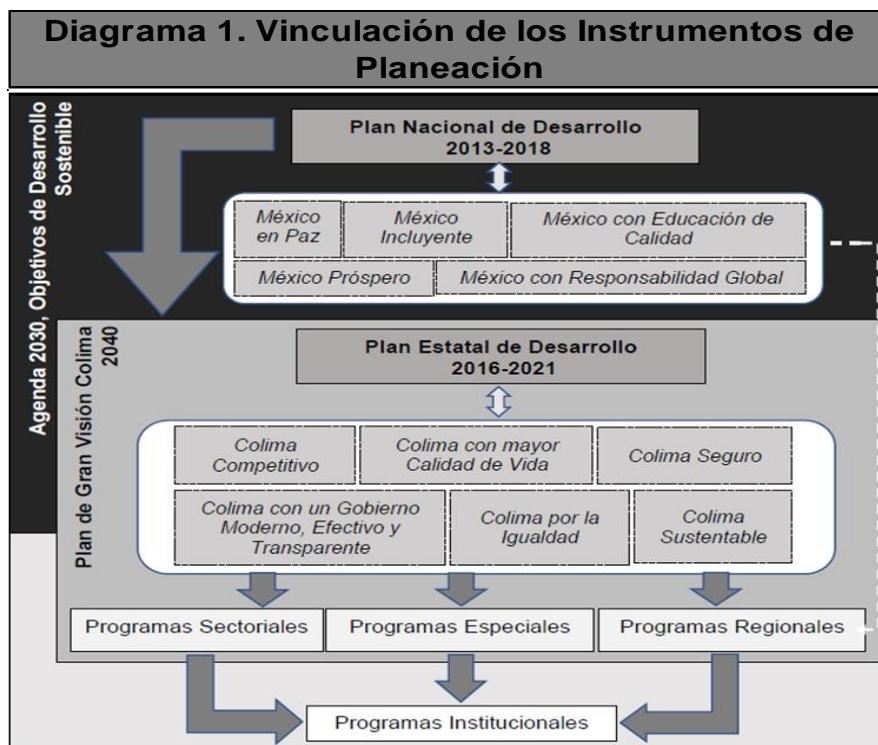 Diagrama 1. Vinculación de los Instrumentos de
Planeación
Agenda 2030, Objetivos de Desarrollo
Sostenible
Plan Nacional de Desarrollo
2013-2018
México
en Paz
México
Incluyente
México con Educación de
Calidad
México Próspero
México con Responsabilidad Global
Plan de Gran Visión Colima
2040
Plan Estatal de Desarrollo
2016-2021
Colima
Competitivo
Colima con mayor
Calidad de Vida
Colima Seguro
Colima con un Gobierno
Moderno, Efectivo y
Transparente
Colima por la
Igualdad
Colima
Sustentable
Programas Sectoriales
Programas Especiales
Programas Regionales
Programas Institucionales